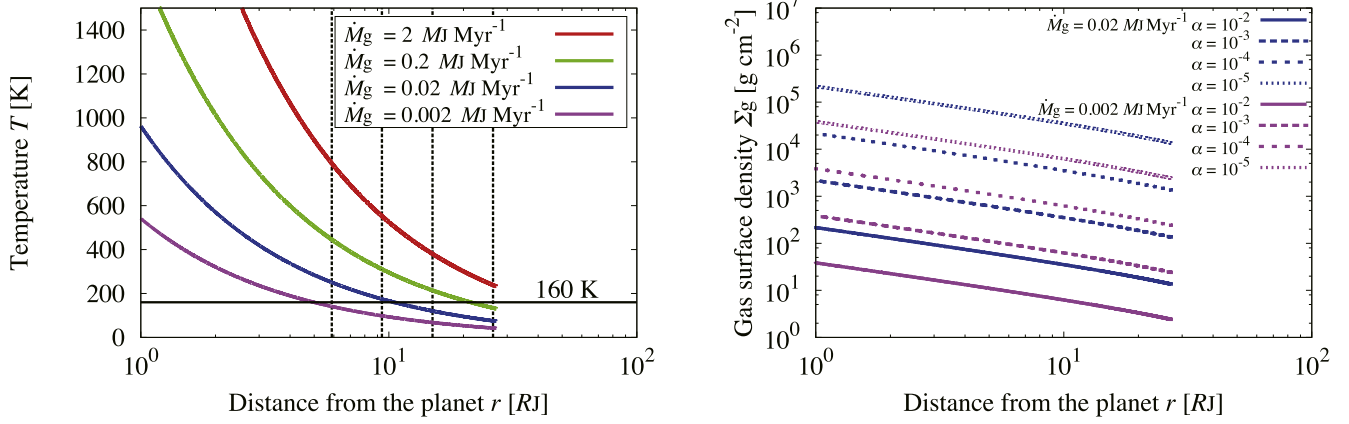 1400
1200
1000
800
600
400
200
0
Temperature T [K]
Ṁg = 2 MJ Myr-1
Ṁg = 0.2 MJ Myr-1
Ṁg = 0.02 MJ Myr-1
Ṁg = 0.002 MJ Myr-1
160 K
10^0
10^1
10^2
Distance from the planet r [RJ]
10^7
10^6
10^5
10^4
10^3
10^2
10^1
10^0
Gas surface density Σg [g cm-2]
Ṁg = 0.02 MJ Myr-1 α = 10-2
α = 10-3
α = 10-4
α = 10-5
Ṁg = 0.002 MJ Myr-1 α = 10-2
α = 10-3
α = 10-4
α = 10-5
10^0
10^1
10^2
Distance from the planet r [RJ]